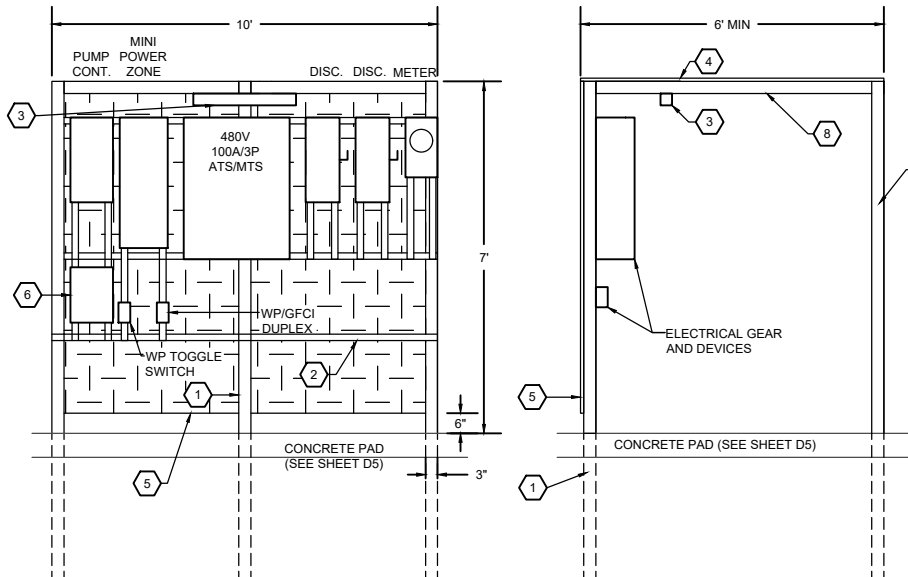 10'
6' MIN
MINI
PUMP POWER
CONT. ZONE
DISC. DISC. METER
4
3
3
8
480V
100A/3P
ATS/MTS
7'
6
WP/GFCI
DUPLEX
ELECTRICAL GEAR
AND DEVICES
WP TOGGLE
SWITCH
2
1
5
6"
CONCRETE PAD
(SEE SHEET D5)
CONCRETE PAD (SEE SHEET D5)
5
3"
1